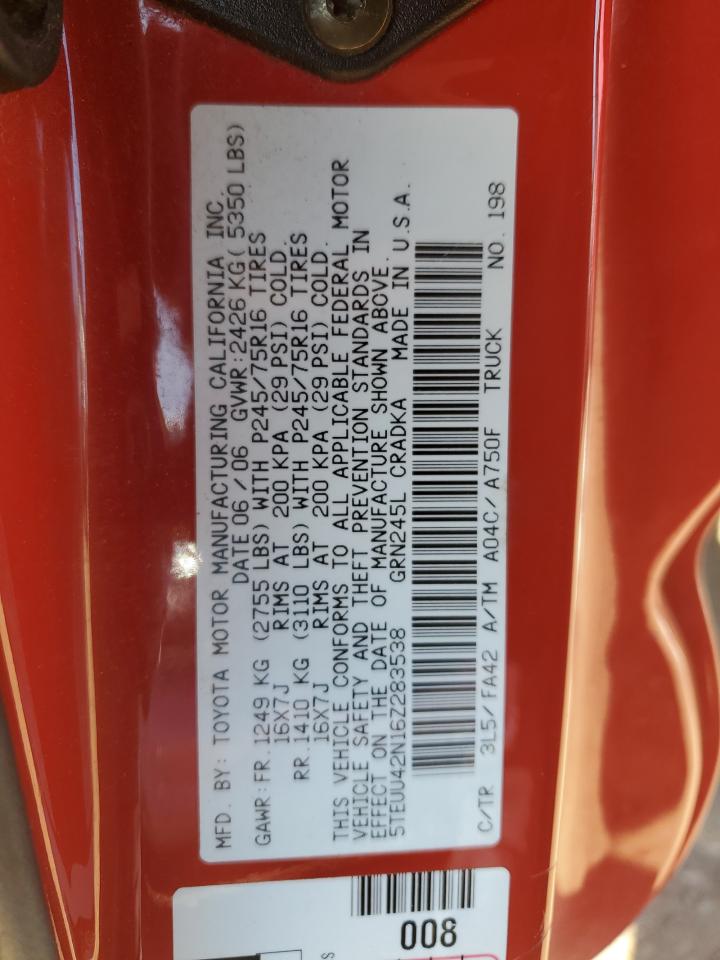 MFD. BY: TOYOTA MOTOR MANUFACTURING CALIFORNIA INC.
DATE 06 / 06 GVWR: 2426 KG( 5350 LBS)
GAWR: FR. 1249 KG (2755 LBS) WITH P245/75R16 TIRES
16X7J RIMS AT 200 KPA (29 PSI) COLD.
RR. 1410 KG (3110 LBS) WITH P245/75R16 TIRES
16X7J RIMS AT 200 KPA (29 PSI) COLD.
THIS VEHICLE CONFORMS TO ALL APPLICABLE FEDERAL MOTOR
VEHICLE SAFETY AND THEFT PREVENTION STANDARDS IN
EFFECT ON THE DATE OF MANUFACTURE SHOWN ABOVE.
5TEUU42N16Z283538 GRN245L CRADKA MADE IN U.S.A.
C/TR 3L5/ FA42 A/TM A04C/ A750F TRUCK NO. 198
008